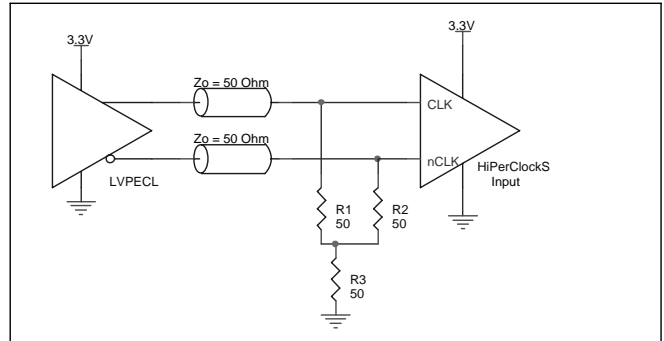 3.3V
3.3V
Zo = 50 Ohm
CLK
Zo = 50 Ohm
nCLK
HiPerClockS
Input
LVPECL
R1
50
R2
50
R3
50